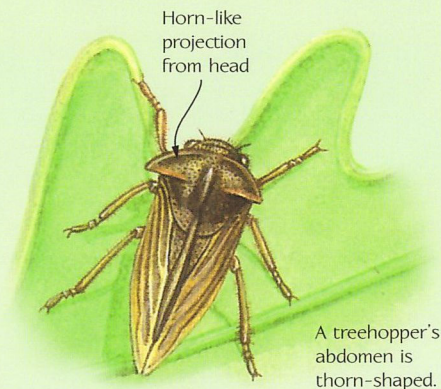 Horn-like
projection
from head
A treehopper's
abdomen is
thorn-shaped.